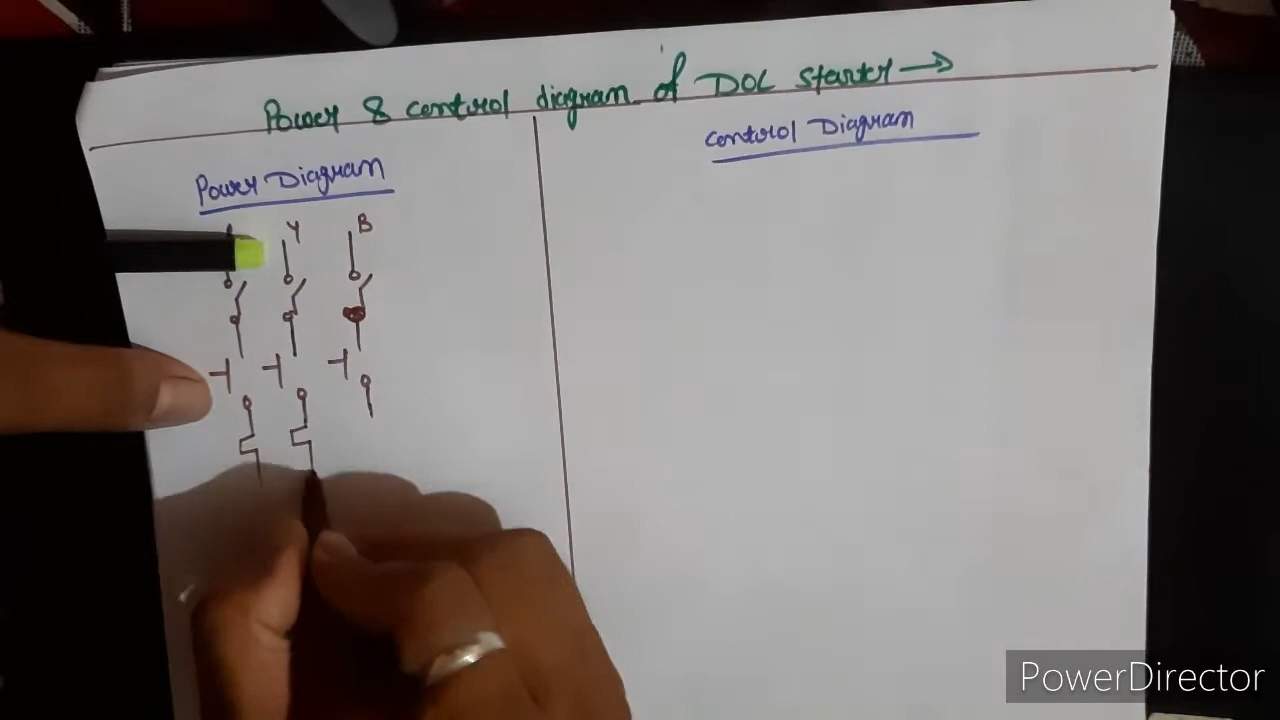 Power & control diagram of DOL starter →
Power Diagram
Control Diagram
Y B
PowerDirector